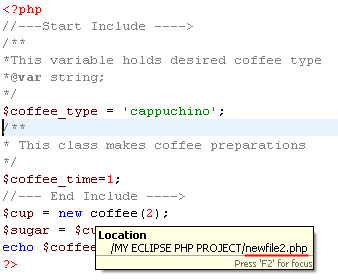 <?php
//---Start Include ---->
/**
*This variable holds desired coffee type
*@var string;
*/
$coffee_type = 'cappuchino';
/**
* This class makes coffee preparations
*/
$coffee_time=1;
//--- End Include ---->
$cup = new coffee(2);
$sugar = $cu
echo $coffee
?>
Location
/MY ECLIPSE PHP PROJECT/newfile2.php
Press 'F2' for focus